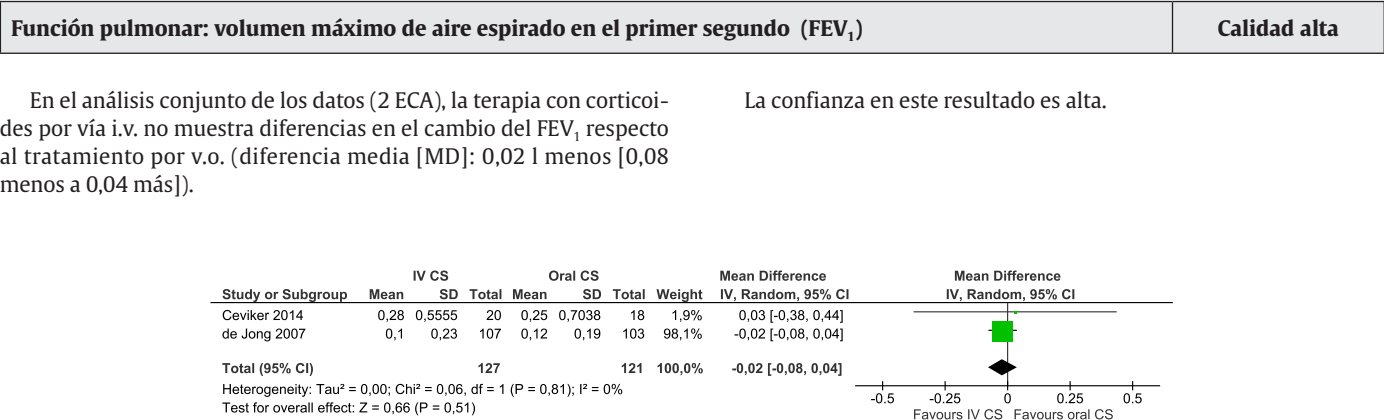 Función pulmonar: volumen máximo de aire espirado en el primer segundo (FEV₁) Calidad alta
En el análisis conjunto de los datos (2 ECA), la terapia con corticoi-
des por vía i.v. no muestra diferencias en el cambio del FEV₁ respecto
al tratamiento por v.o. (diferencia media [MD]: 0,02 l menos [0,08
menos a 0,04 más]).
La confianza en este resultado es alta.
IV CS Oral CS Mean Difference Mean Difference
Study or Subgroup Mean SD Total Mean SD Total Weight IV, Random, 95% CI IV, Random, 95% CI
Ceviker 2014 0,28 0,5555 20 0,25 0,7038 18 1,9% 0,03 [-0,38, 0,44]
de Jong 2007 0,1 0,23 107 0,12 0,19 103 98,1% -0,02 [-0,08, 0,04]
Total (95% CI) 127 121 100,0% -0,02 [-0,08, 0,04]
Heterogeneity: Tau² = 0,00; Chi² = 0,06, df = 1 (P = 0,81); I² = 0%
Test for overall effect: Z = 0,66 (P = 0,51)
-0.5 -0.25 0 0.25 0.5
Favours IV CS Favours oral CS